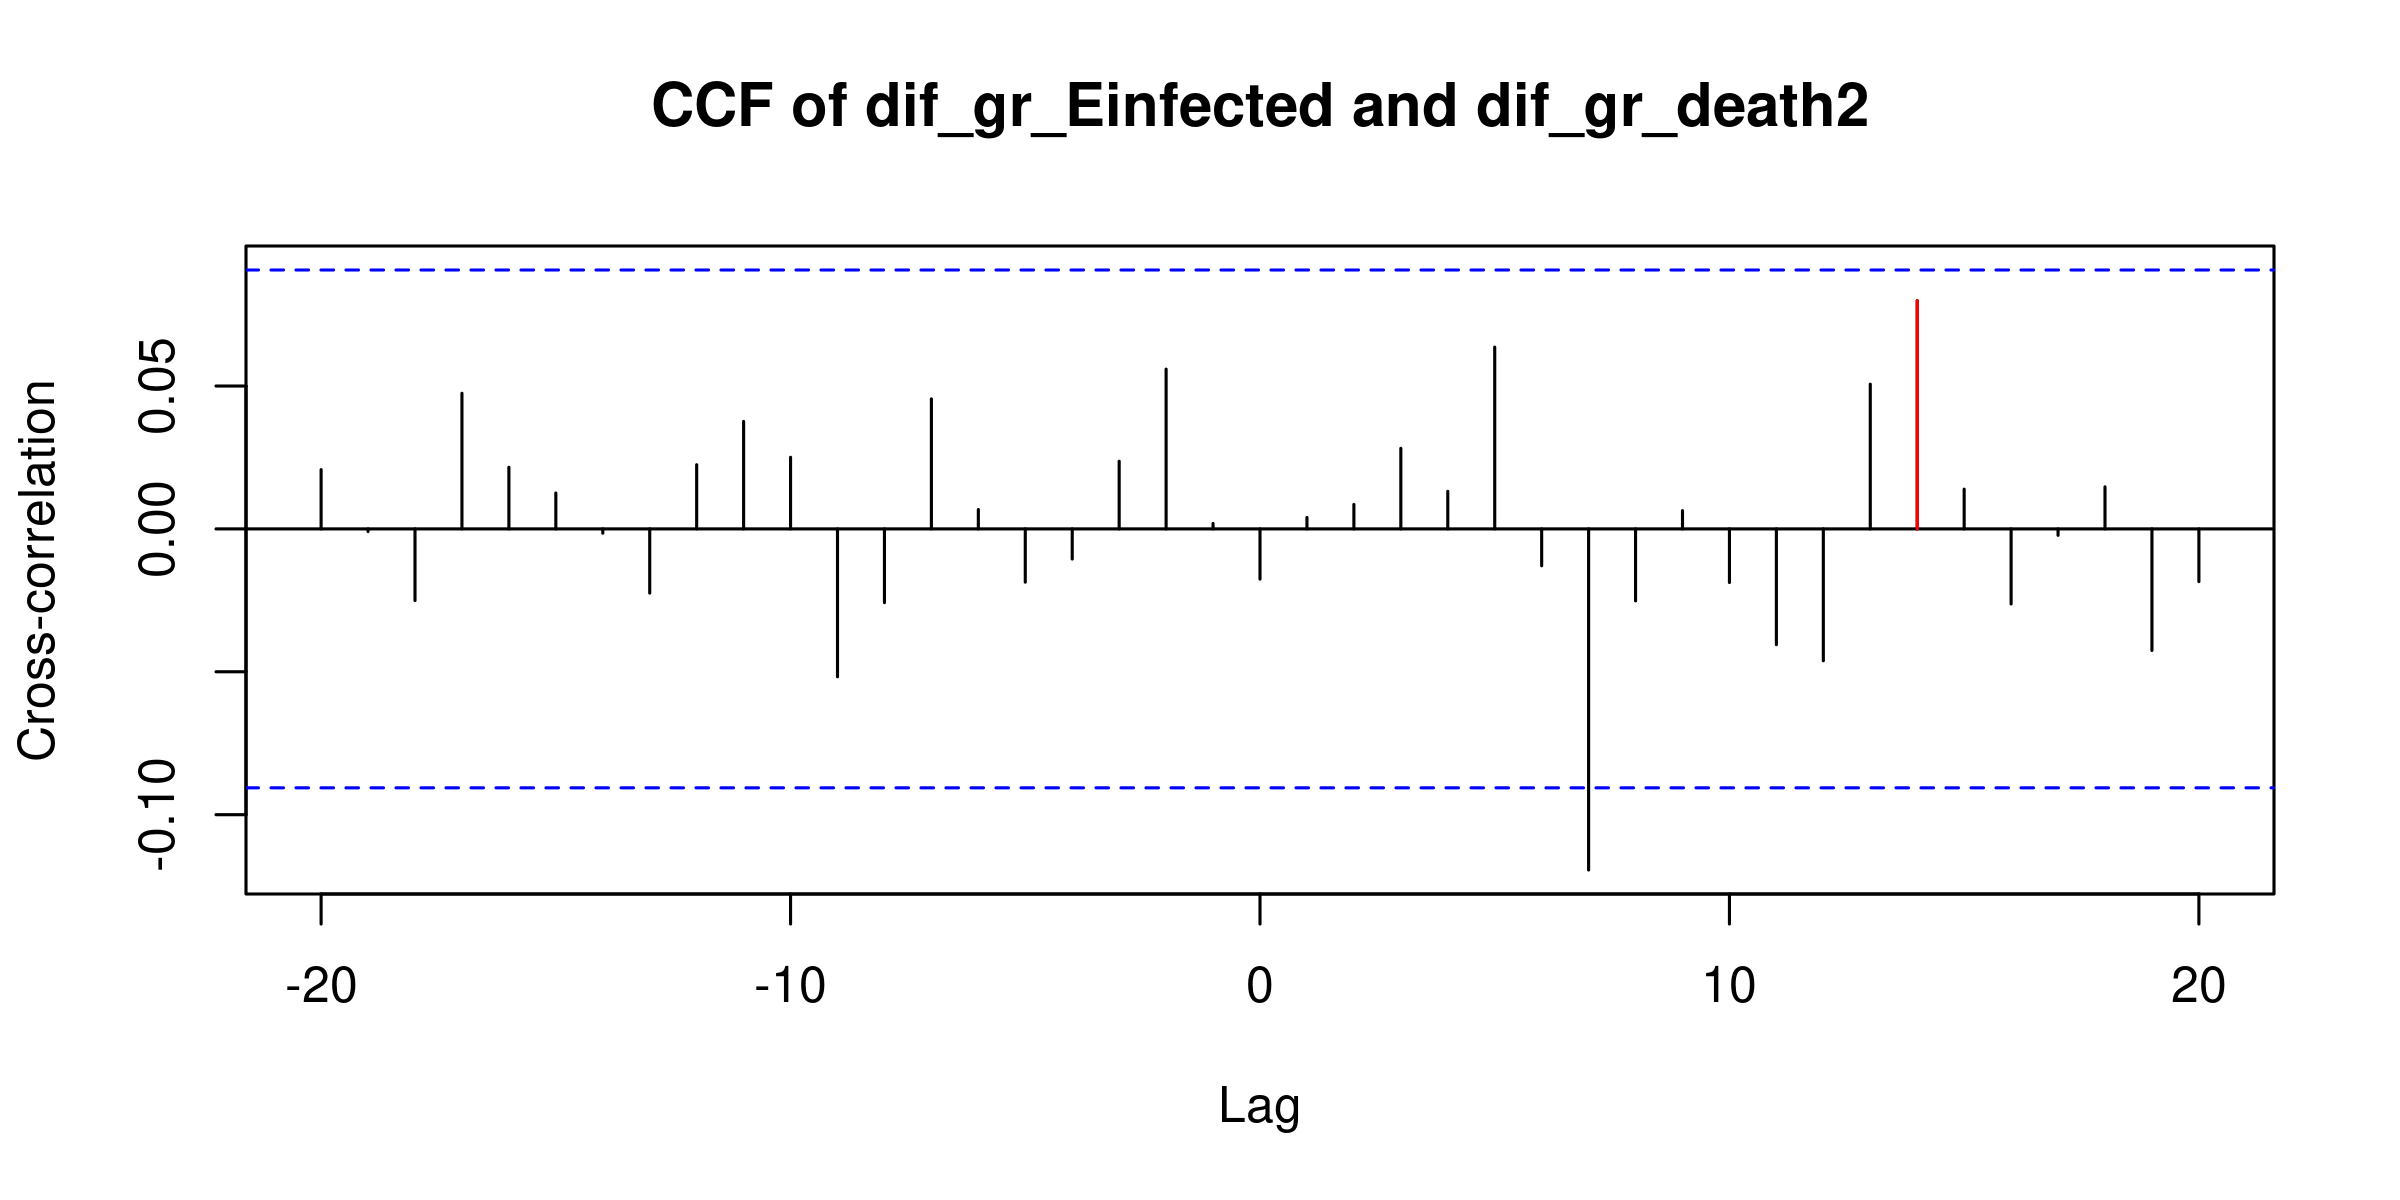 CCF of dif_gr_Einfected and dif_gr_death2
Cross-correlation
0.05
0.00
-0.10
-20 -10 0 10 20
Lag